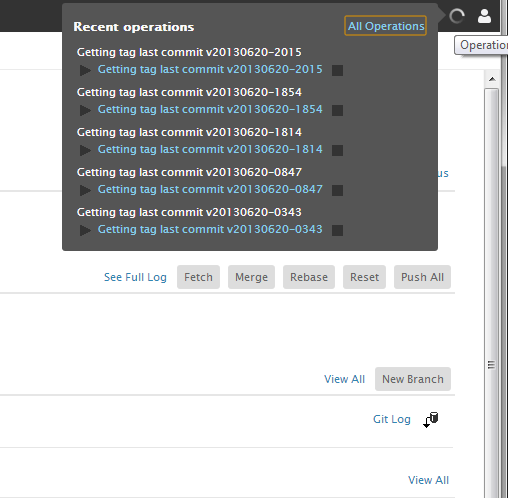 Recent operations
All Operations
Operation
Getting tag last commit v20130620-2015
Getting tag last commit v20130620-2015
Getting tag last commit v20130620-1854
Getting tag last commit v20130620-1854
Getting tag last commit v20130620-1814
Getting tag last commit v20130620-1814
Getting tag last commit v20130620-0847
Getting tag last commit v20130620-0847
us
Getting tag last commit v20130620-0343
Getting tag last commit v20130620-0343
See Full Log
Fetch
Merge
Rebase
Reset
Push All
View All
New Branch
Git Log
View All